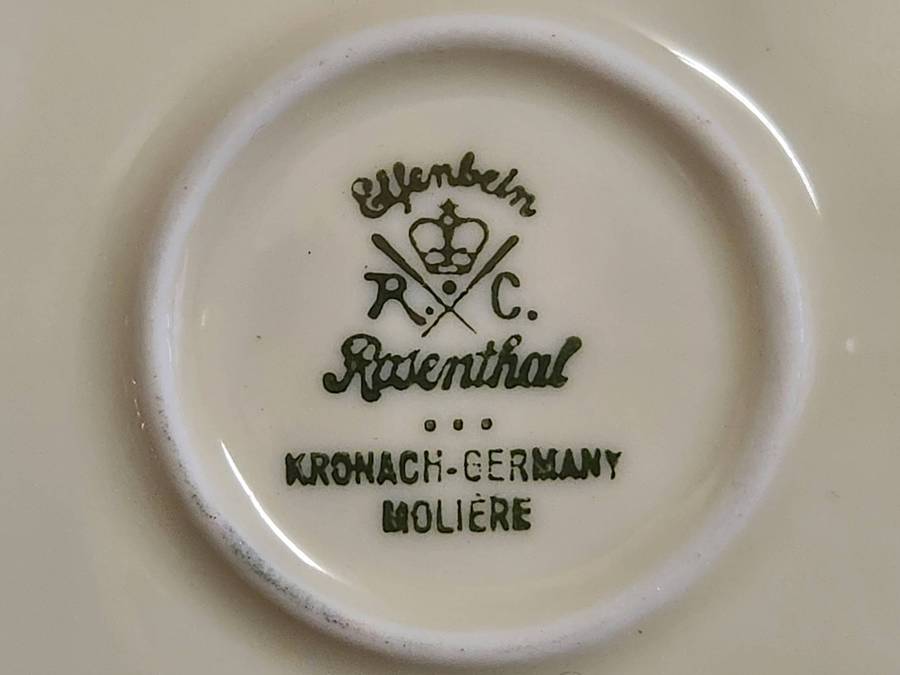 Elfenbein
R. C.
Rosenthal
...
KRONACH-GERMANY
MOLIÈRE